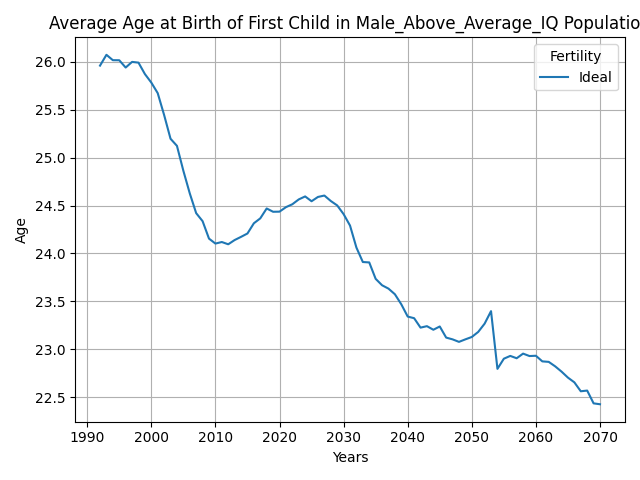 Average Age at Birth of First Child in Male_Above_Average_IQ Populatio
Fertility
Ideal
26.0
25.5
25.0
24.5
24.0
23.5
23.0
22.5
Age
1990 2000 2010 2020 2030 2040 2050 2060 2070
Years